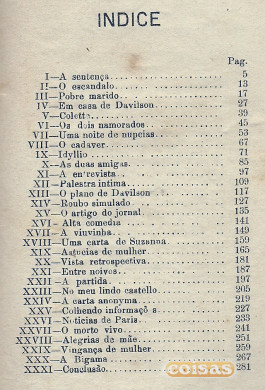 INDICE
Pag.
I—A sentença 5
II—O escandalo 13
III—Pobre marido 17
IV—Em casa de Davilson 27
V—Colette 39
VI—Os dois namorados 45
VII—Uma noite de nupcias 53
VIII—O cadaver 67
IX—Idyllio 71
X—As duas amigas 85
XI—A entrevista 97
XII—Palestra intima 109
XIII—O plano de Davilson 117
XIV—Roubo simulado 127
XV—O artigo do jornal 135
XVI—Alta comedia 141
XVII—A viuvinha 149
XVIII—Uma carta de Suzanna 159
XIX—Astucias de mulher 165
XX—Vista retrospectiva 181
XXI—Entre noivos 187
XXII—A partida 197
XXIII—No meu lindo castello 205
XXIV—A carta anonyma 219
XXV—Colhendo informaçõ s 227
XXVI—Noticias de Paris 233
XXVII—O morto vivo 241
XXVIII—Alegrias de mãe 251
XXIX—Vingança de mulher 259
XXX—A Bigama 267
XXXI—Conclusão 281
coisas